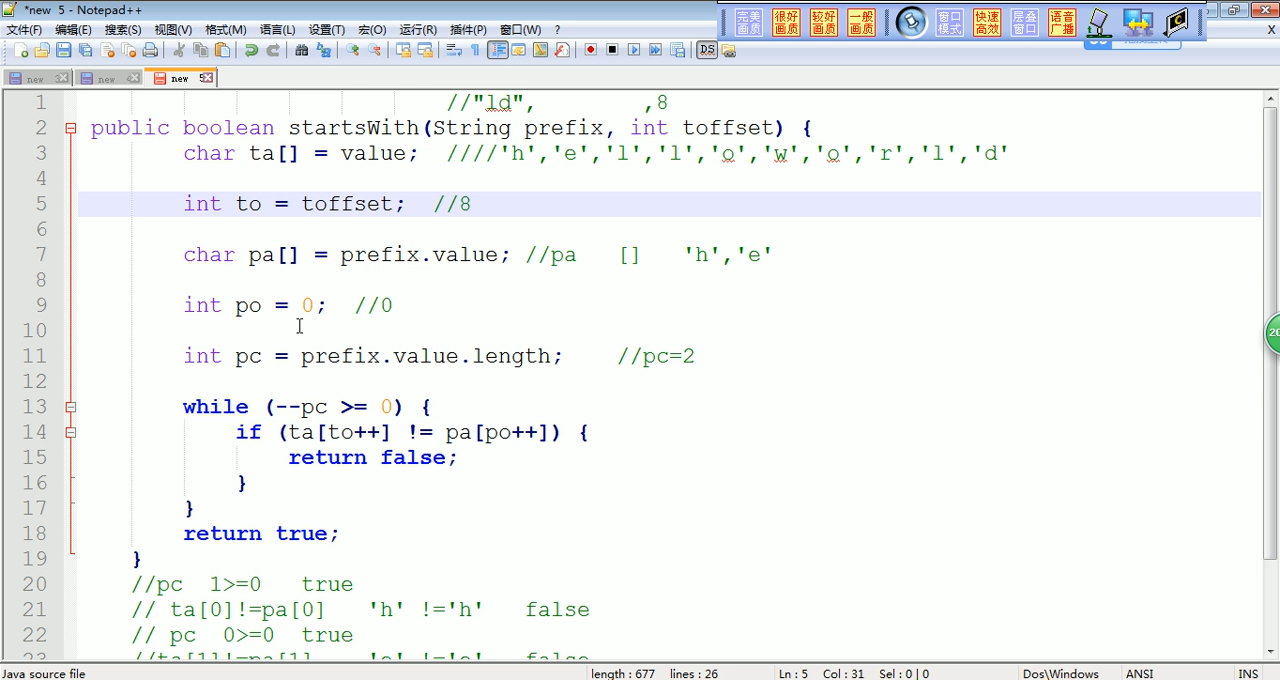 *new 5 - Notepad++
文件(F) 编辑(E) 搜索(S) 视图(V) 格式(M) 语言(L) 设置(T) 宏(O) 运行(R) 插件(P) 窗口(W) ? X
完美画质 很好画质 较好画质 一般画质 窗口模式 快速高效 层叠窗口 语音广播
new 3 new 4 new 5
1 //"ld", ,8
2 public boolean startsWith(String prefix, int toffset) {
3 char ta[] = value; ////'h','e','l','l','o','w','o','r','l','d'
4
5 int to = toffset; //8
6
7 char pa[] = prefix.value; //pa [] 'h','e'
8
9 int po = 0; //0
10
11 int pc = prefix.value.length; //pc=2
12
13 while (--pc >= 0) {
14 if (ta[to++] != pa[po++]) {
15 return false;
16 }
17 }
18 return true;
19 }
20 //pc 1>=0 true
21 // ta[0]!=pa[0] 'h' !='h' false
22 // pc 0>=0 true
23 //ta[1]!=pa[1] 'e' !='e' false
Java source file length : 677 lines : 26 Ln : 5 Col : 31 Sel : 0 | 0 Dos\Windows ANSI INS